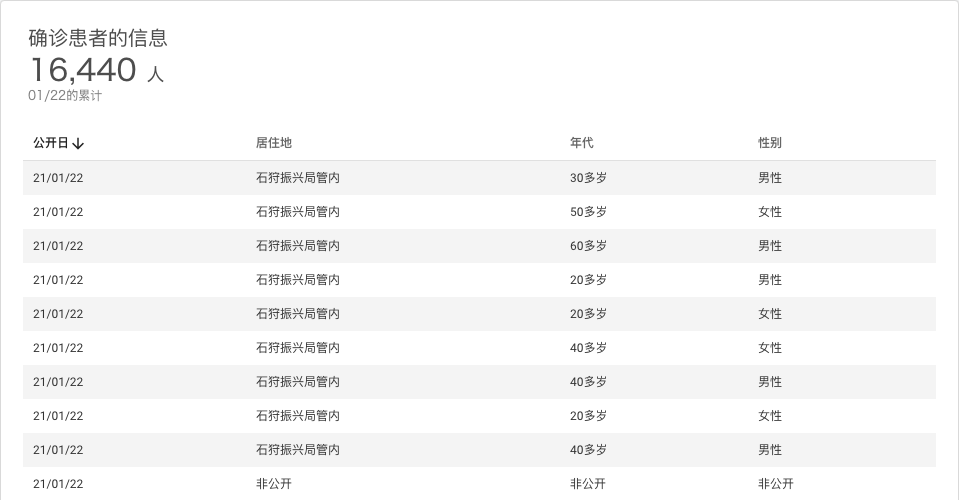 确诊患者的信息
16,440 人
01/22的累计
公开日↓ 居住地 年代 性别
21/01/22 石狩振兴局管内 30多岁 男性
21/01/22 石狩振兴局管内 50多岁 女性
21/01/22 石狩振兴局管内 60多岁 男性
21/01/22 石狩振兴局管内 20多岁 男性
21/01/22 石狩振兴局管内 20多岁 女性
21/01/22 石狩振兴局管内 40多岁 女性
21/01/22 石狩振兴局管内 40多岁 男性
21/01/22 石狩振兴局管内 20多岁 女性
21/01/22 石狩振兴局管内 40多岁 男性
21/01/22 非公开 非公开 非公开